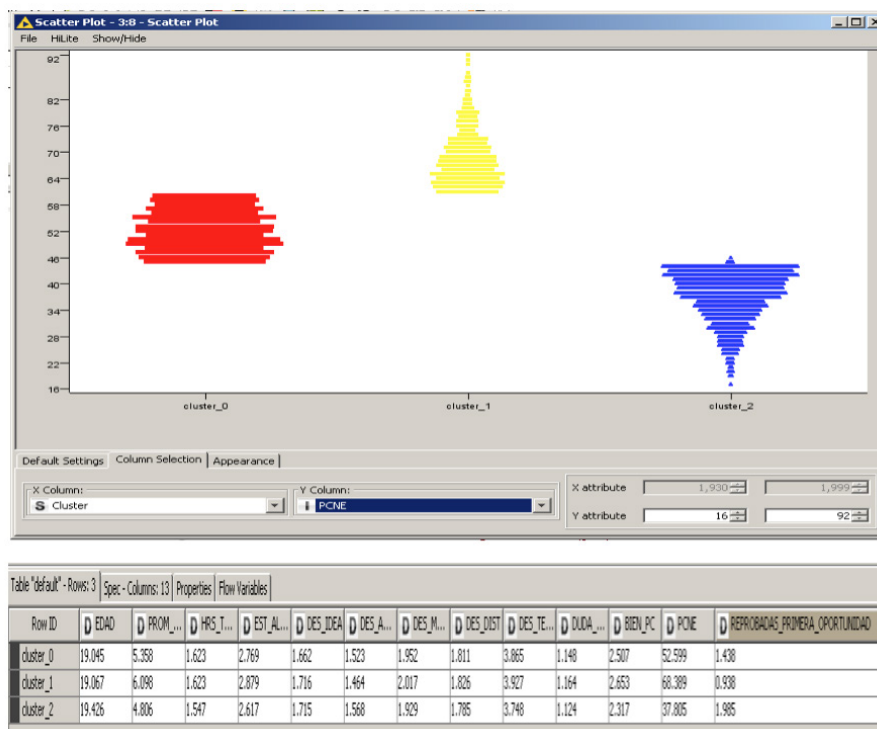 Scatter Plot - 3:8 - Scatter Plot
File HiLite Show/Hide
92
82
76
70
64
58
52
46
40
34
28
22
16
cluster_0 cluster_1 cluster_2
Default Settings Column Selection Appearance
X Column: Y Column:
S Cluster I PCNE
X attribute 1,930 1,999
Y attribute 16 92
Table "default" - Rows: 3 Spec - Columns: 13 Properties Flow Variables
Row ID D EDAD D PROM_... D HRS_T... D EST_AL... D DES_IDEA D DES_A... D DES_M... D DES_DIST D DES_TE... D DUDA_... D BIEN_PC D PCNE D REPROBADAS_PRIMERA_OPORTUNIDAD
cluster_0 19.045 5.358 1.623 2.769 1.662 1.523 1.952 1.811 3.865 1.148 2.507 52.599 1.438
cluster_1 19.067 6.098 1.623 2.879 1.716 1.464 2.017 1.826 3.927 1.164 2.653 68.389 0.938
cluster_2 19.426 4.806 1.547 2.617 1.715 1.568 1.929 1.785 3.748 1.124 2.317 37.805 1.985